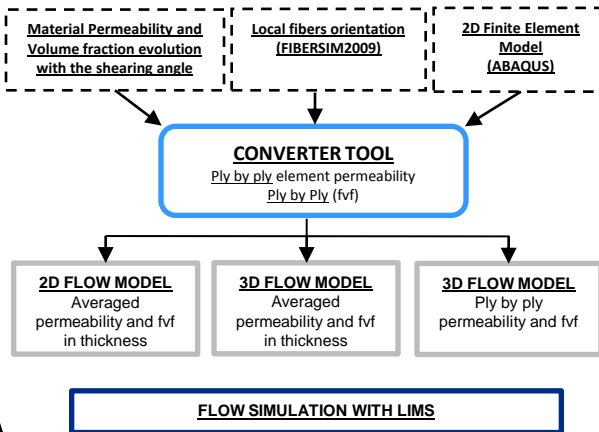 Material Permeability and
Volume fraction evolution
with the shearing angle
Local fibers orientation
(FIBERSIM2009)
2D Finite Element
Model
(ABAQUS)
CONVERTER TOOL
Ply by ply element permeability
Ply by Ply (fvf)
2D FLOW MODEL
Averaged
permeability and fvf
in thickness
3D FLOW MODEL
Averaged
permeability and fvf
in thickness
3D FLOW MODEL
Ply by ply
permeability and fvf
FLOW SIMULATION WITH LIMS